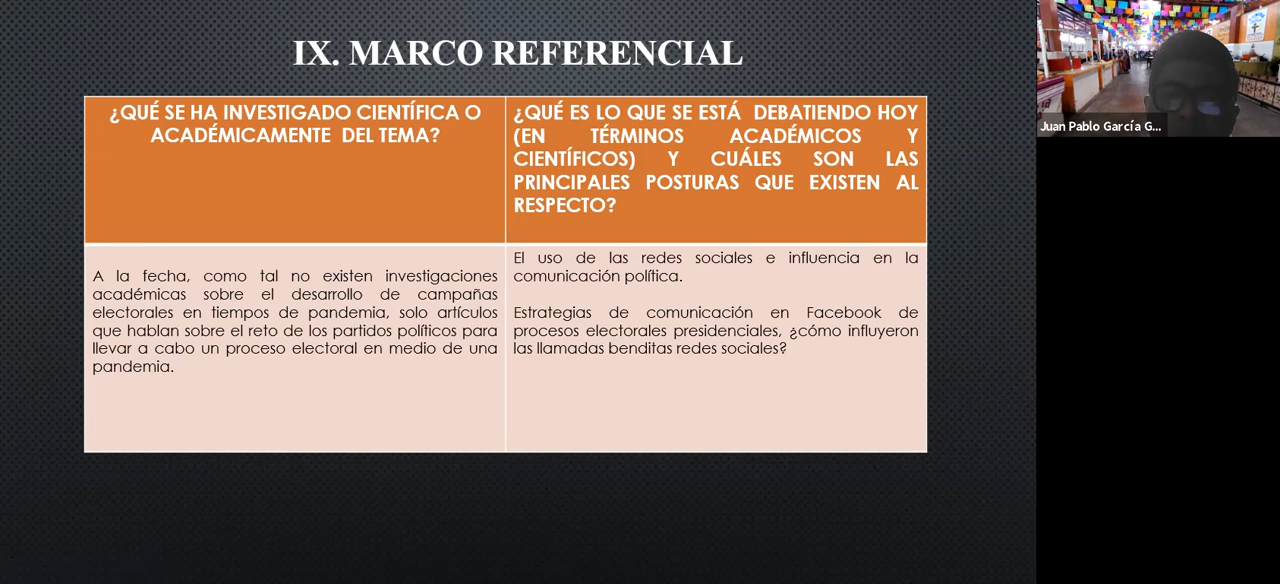 IX. MARCO REFERENCIAL
¿QUÉ SE HA INVESTIGADO CIENTÍFICA O
ACADÉMICAMENTE DEL TEMA?
¿QUÉ ES LO QUE SE ESTÁ DEBATIENDO HOY
(EN TÉRMINOS ACADÉMICOS Y
CIENTÍFICOS) Y CUÁLES SON LAS
PRINCIPALES POSTURAS QUE EXISTEN AL
RESPECTO?
A la fecha, como tal no existen investigaciones
académicas sobre el desarrollo de campañas
electorales en tiempos de pandemia, solo artículos
que hablan sobre el reto de los partidos políticos para
llevar a cabo un proceso electoral en medio de una
pandemia.
El uso de las redes sociales e influencia en la
comunicación política.
Estrategias de comunicación en Facebook de
procesos electorales presidenciales, ¿cómo influyeron
las llamadas benditas redes sociales?
Juan Pablo García G...